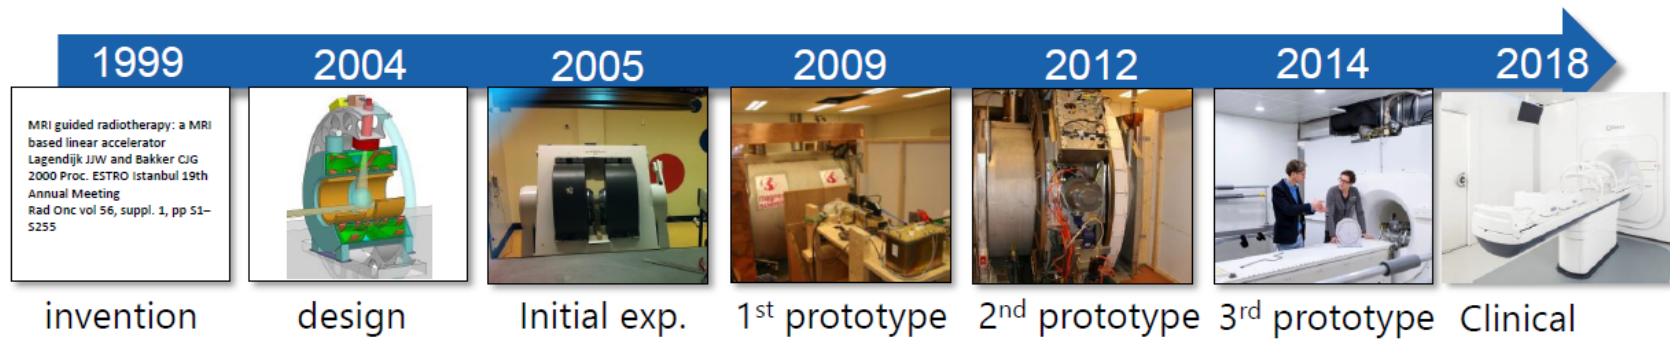 1999 2004 2005 2009 2012 2014 2018
MRI guided radiotherapy: a MRI
based linear accelerator
Lagendijk JJW and Bakker CJG
2000 Proc. ESTRO Istanbul 19th
Annual Meeting
Rad Onc vol 56, suppl. 1, pp S1–
S255
invention design Initial exp. 1st prototype 2nd prototype 3rd prototype Clinical